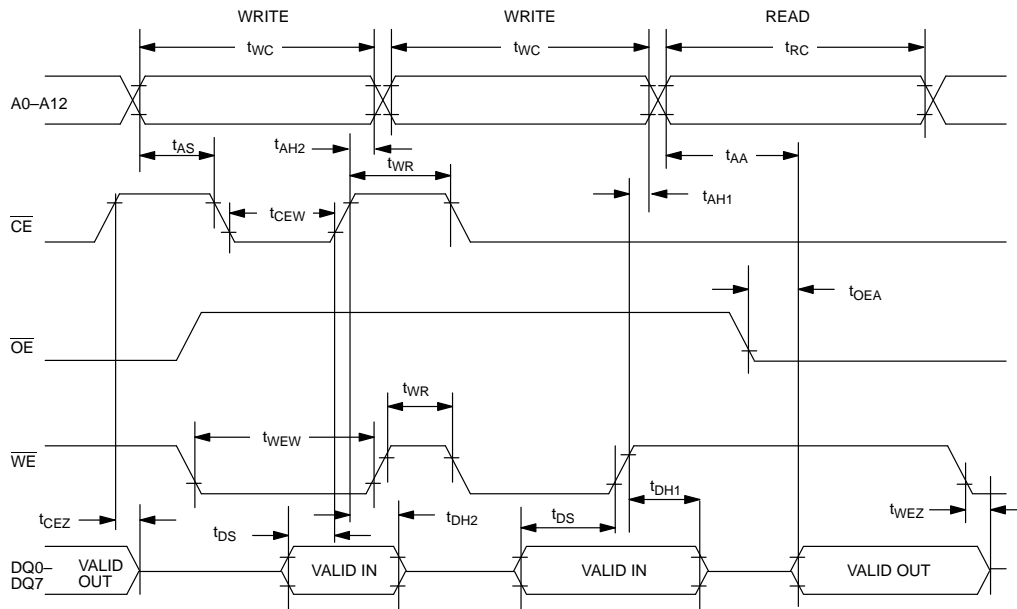 WRITE WRITE READ
tWC tWC tRC
A0–A12
tAS tAH2 tWR tAA
tAH1
CE tCEW
tOEA
OE
tWR
tWEW
WE
tCEZ tDS tDH2 tDS tDH1 tWEZ
DQ0–
DQ7
VALID
OUT
VALID IN VALID IN VALID OUT